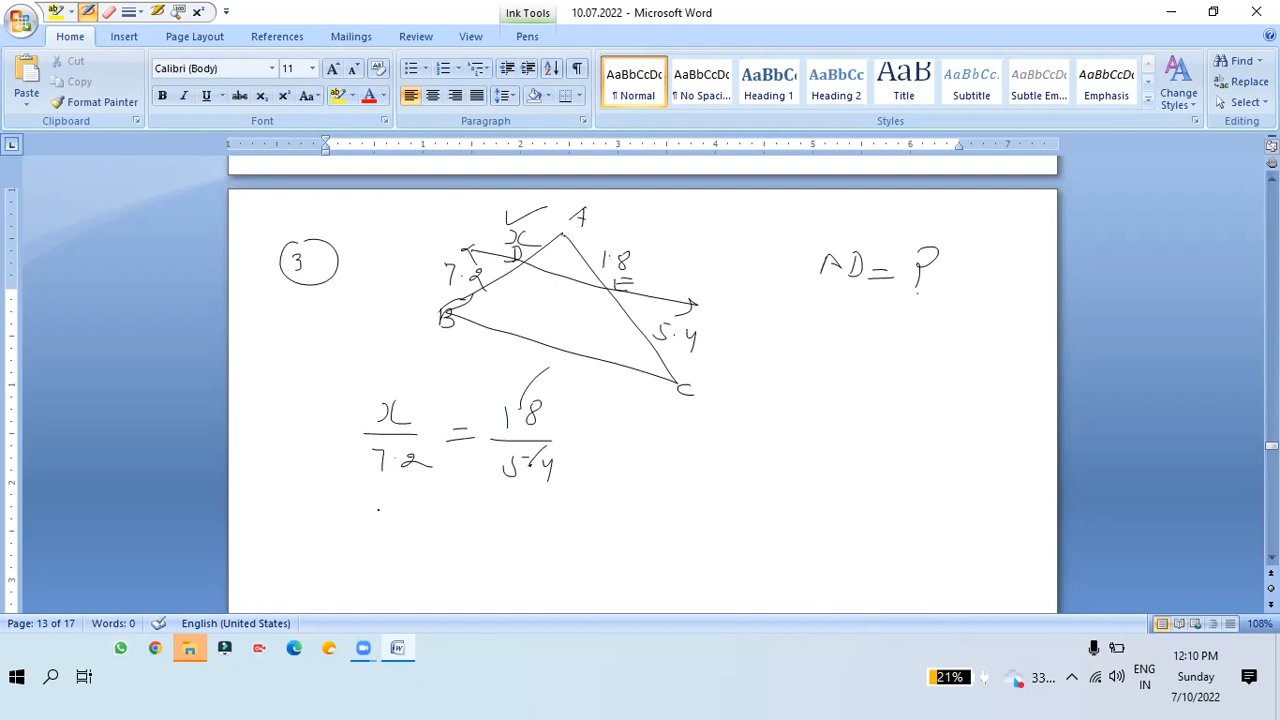 Ink Tools
10.07.2022 - Microsoft Word
Home Insert Page Layout References Mailings Review View Pens
Paste
Cut
Copy
Format Painter
Clipboard
Calibri (Body) 11
Font
Paragraph
AaBbCcDc AaBbCcDc AaBbC AaBbCc AaB AaBbCc. AaBbCcDc AaBbCcDc
¶ Normal ¶ No Spaci... Heading 1 Heading 2 Title Subtitle Subtle Em... Emphasis
Styles
Change Styles
Find
Replace
Select
Editing
3
A
x
D
7.2
1.8
E
B
5.4
C
AD = ?
x / 7.2 = 1.8 / 5.4
Page: 13 of 17 Words: 0 English (United States) 108%
21%
33...
ENG
IN
12:10 PM
Sunday
7/10/2022